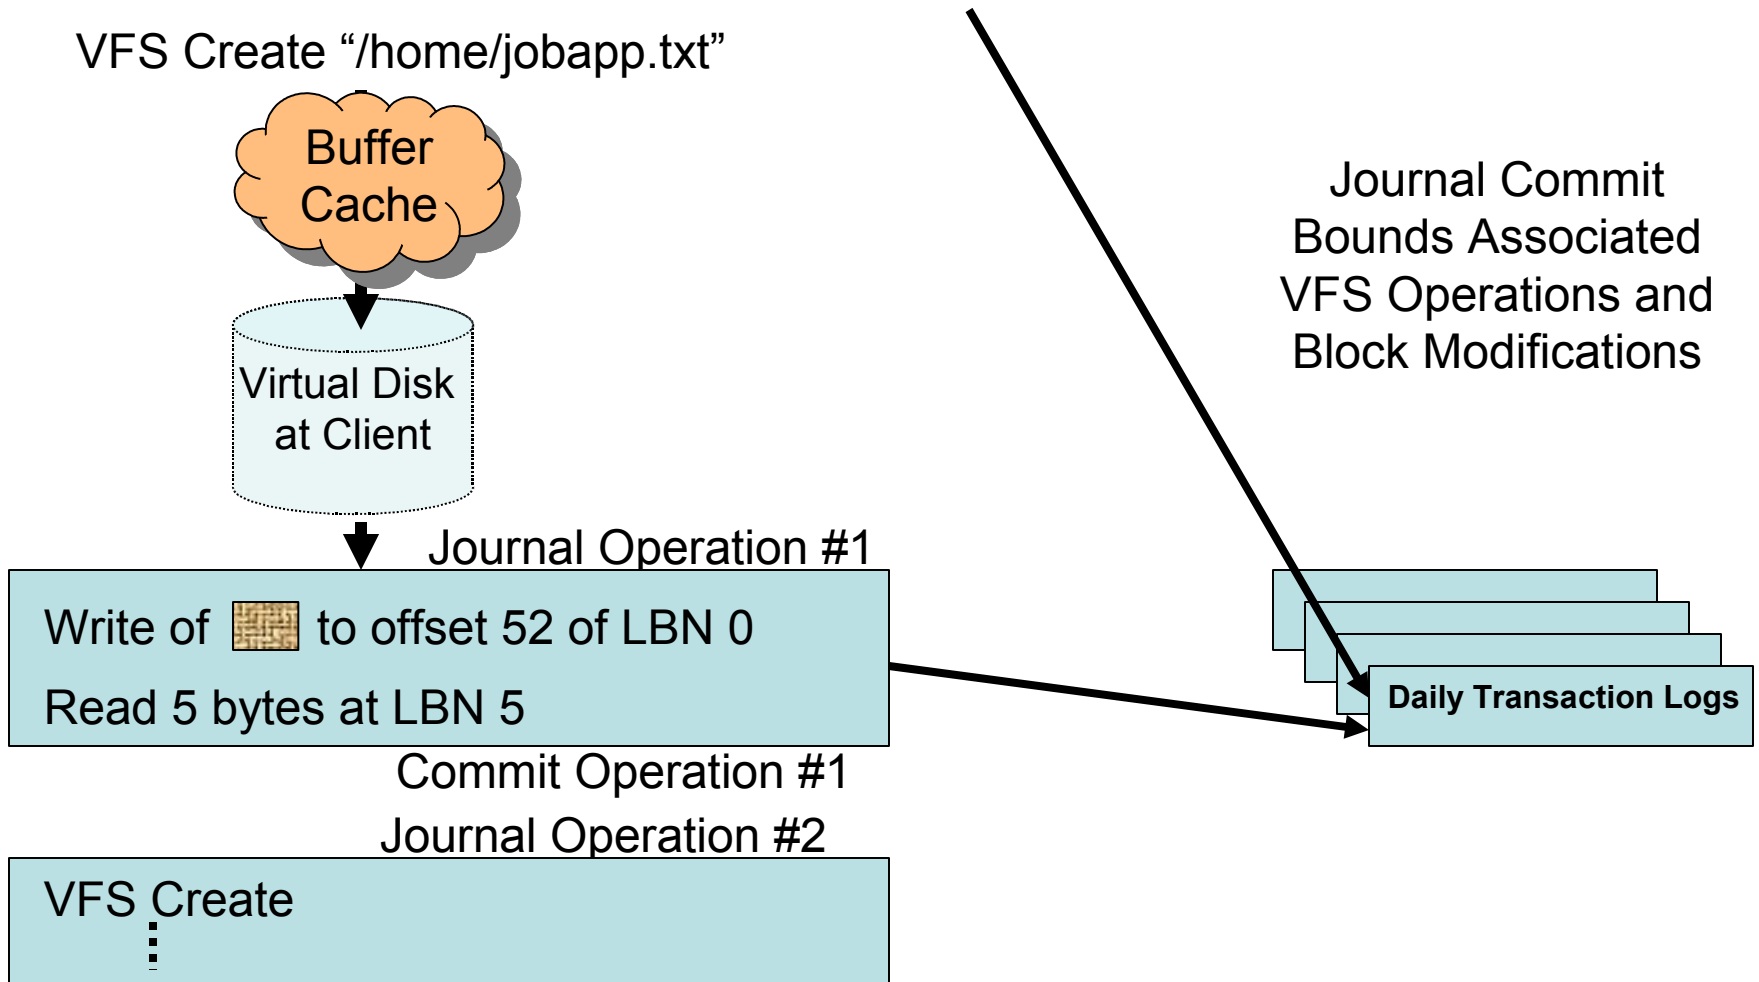 VFS Create “/home/jobapp.txt”
Buffer
Cache
Journal Commit
Bounds Associated
VFS Operations and
Block Modifications
Virtual Disk
at Client
Journal Operation #1
Write of to offset 52 of LBN 0
Read 5 bytes at LBN 5
Daily Transaction Logs
Commit Operation #1
Journal Operation #2
VFS Create